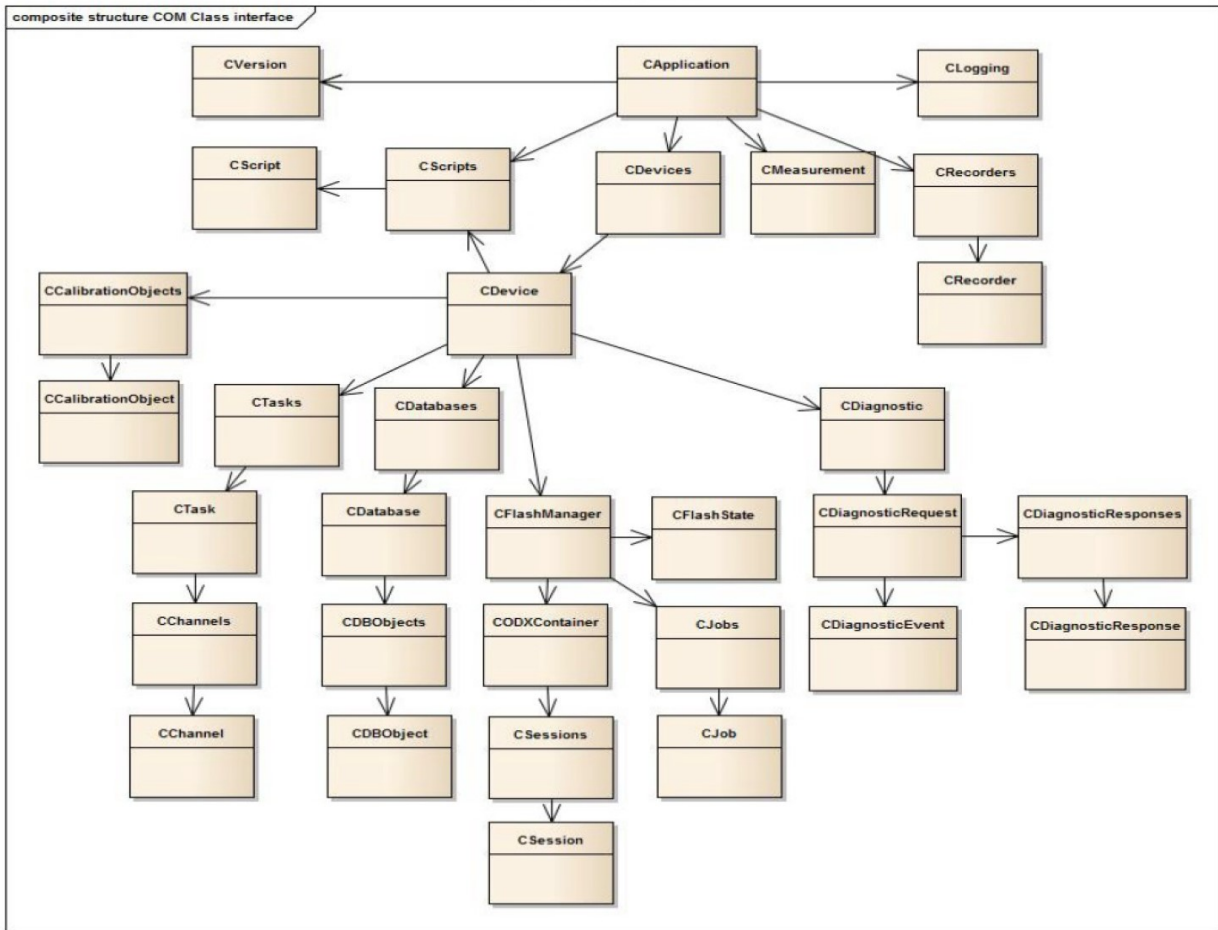 composite structure COM Class interface
CVersion
CApplication
CLogging
CScript
CScripts
CDevices
CMeasurement
CRecorders
CCalibrationObjects
CDevice
CRecorder
CCalibrationObject
CTasks
CDatabases
CDiagnostic
CTask
CDatabase
CFlashManager
CFlashState
CDiagnosticRequest
CDiagnosticResponses
CChannels
CDBObjects
CODXContainer
CJobs
CDiagnosticEvent
CDiagnosticResponse
CChannel
CDBObject
CSessions
CJob
CSession